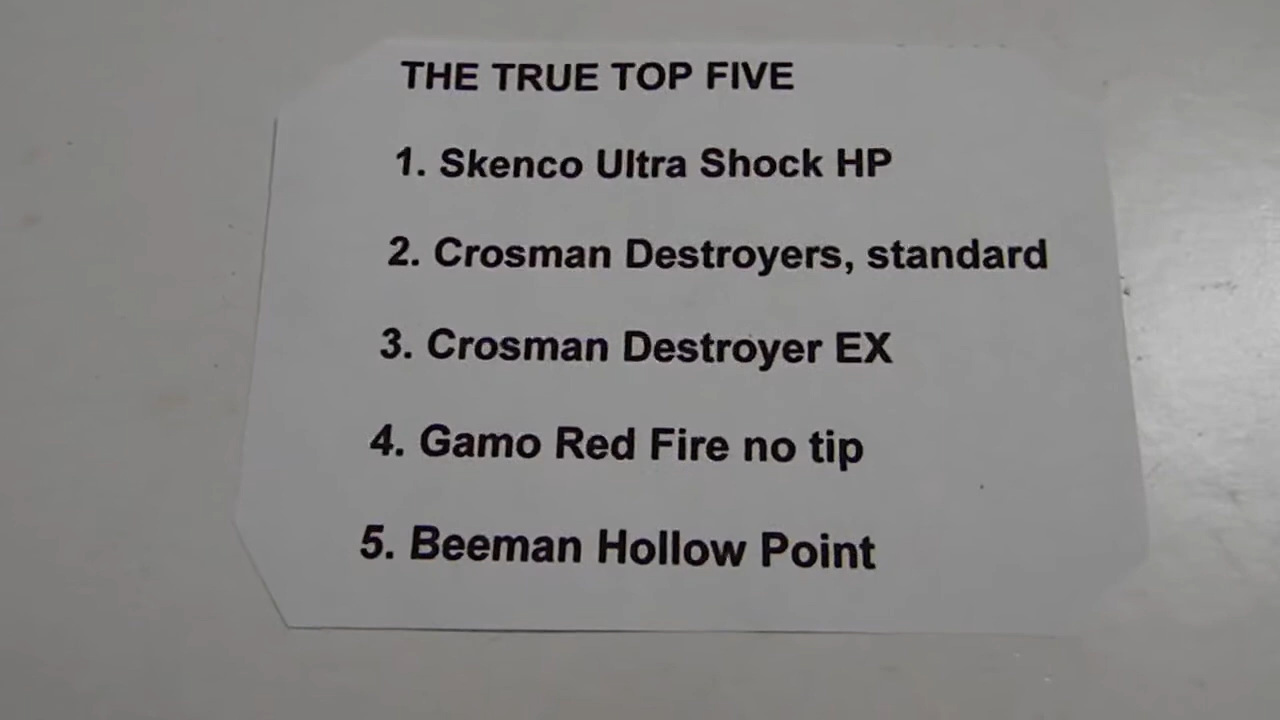 THE TRUE TOP FIVE
1. Skenco Ultra Shock HP
2. Crosman Destroyers, standard
3. Crosman Destroyer EX
4. Gamo Red Fire no tip
5. Beeman Hollow Point